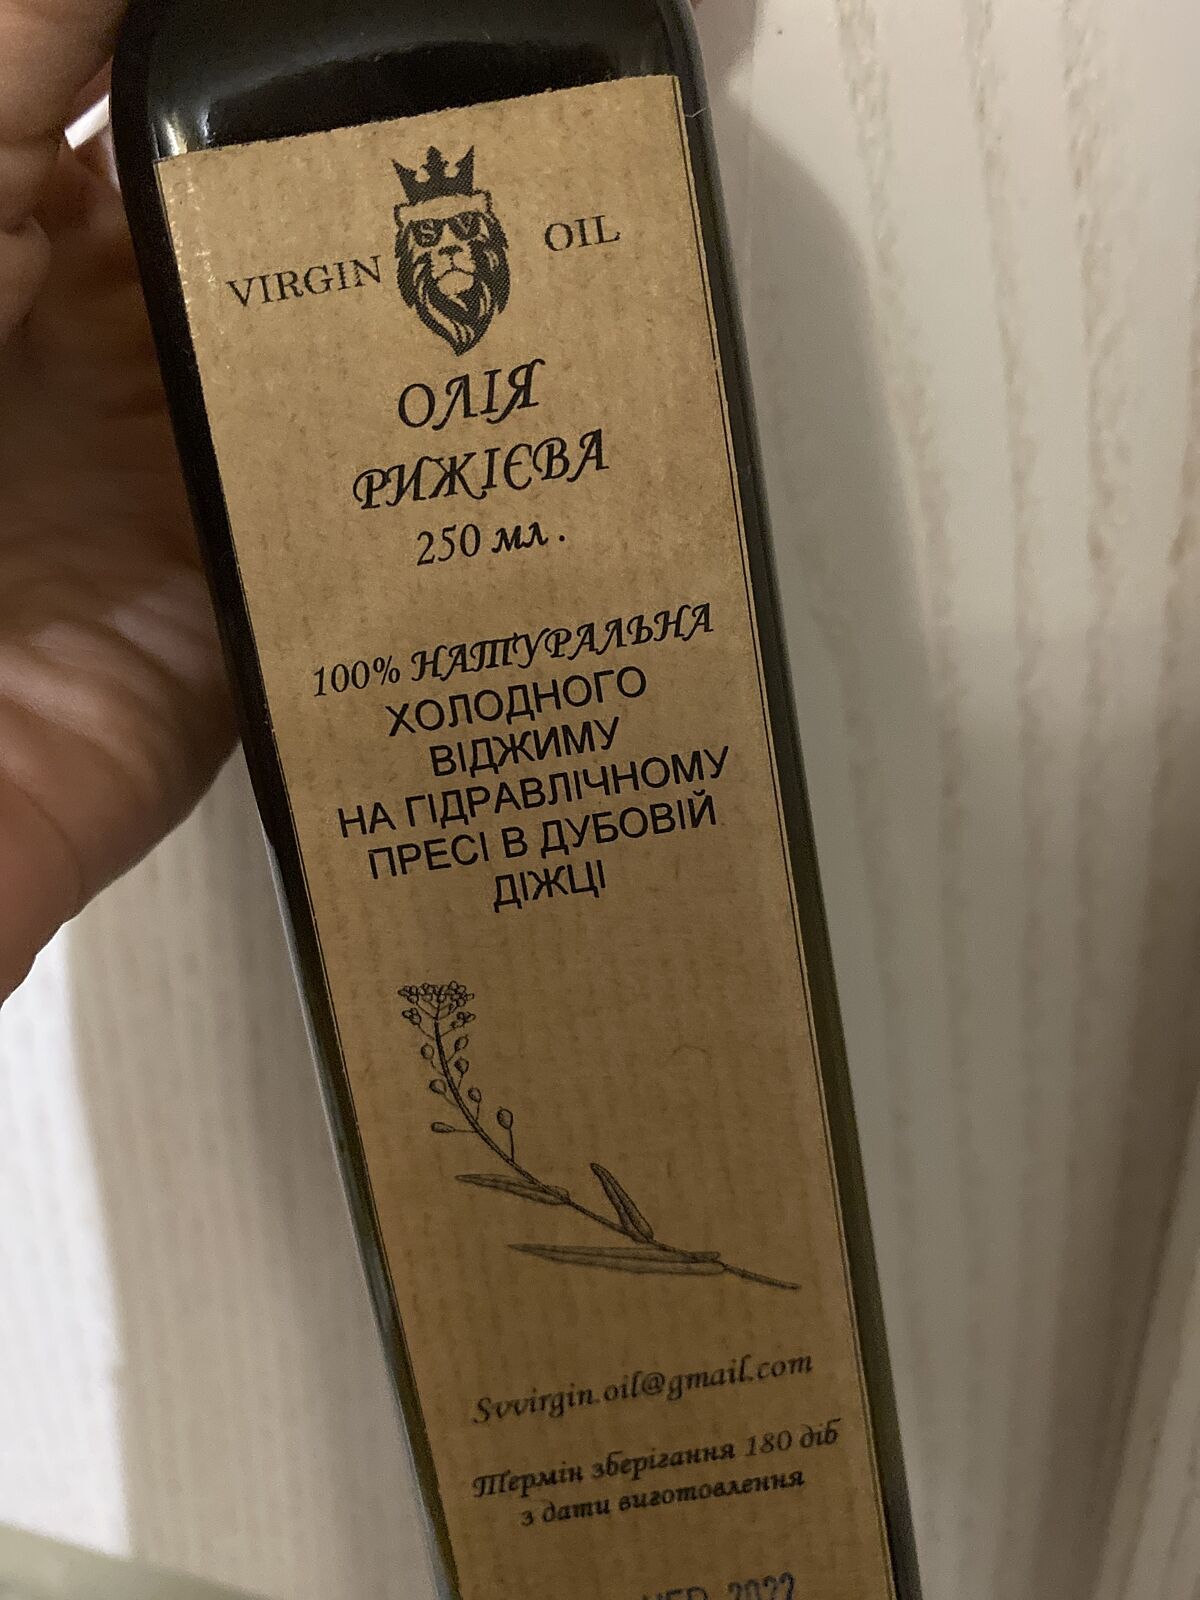 VIRGIN OIL
ОЛІЯ
РИЖІЄВА
250 мл.
100% НАТУРАЛЬНА
ХОЛОДНОГО
ВІДЖИМУ
НА ГІДРАВЛІЧНОМУ
ПРЕСІ В ДУБОВІЙ
ДІЖЦІ
Svvirgin.oil@gmail.com
Термін зберігання 180 діб
з дати виготовлення